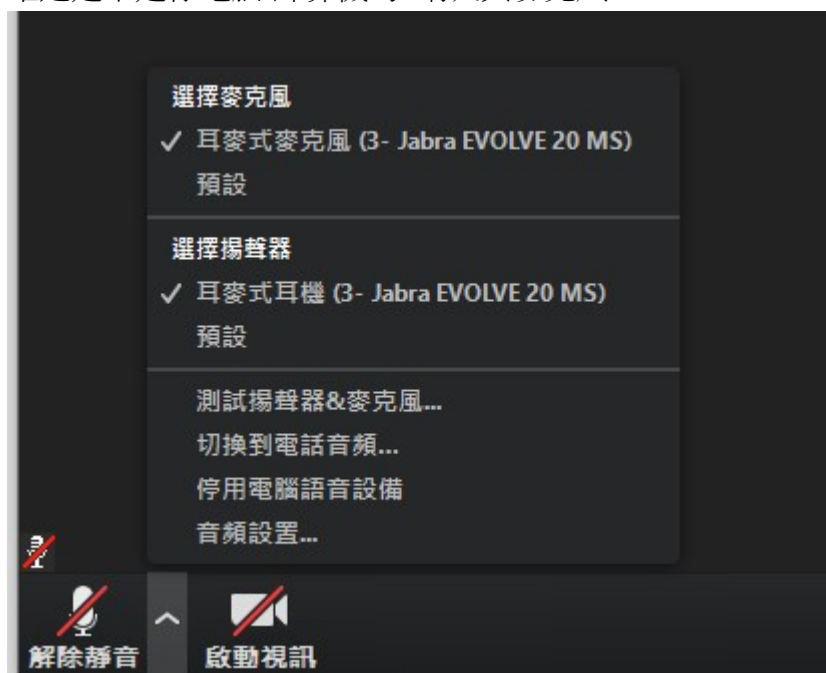 選擇麥克風
耳麥式麥克風 (3- Jabra EVOLVE 20 MS)
預設
選擇揚聲器
耳麥式耳機 (3- Jabra EVOLVE 20 MS)
預設
測試揚聲器&麥克風...
切換到電話音頻...
停用電腦語音設備
音頻設置...
解除靜音 啟動視訊